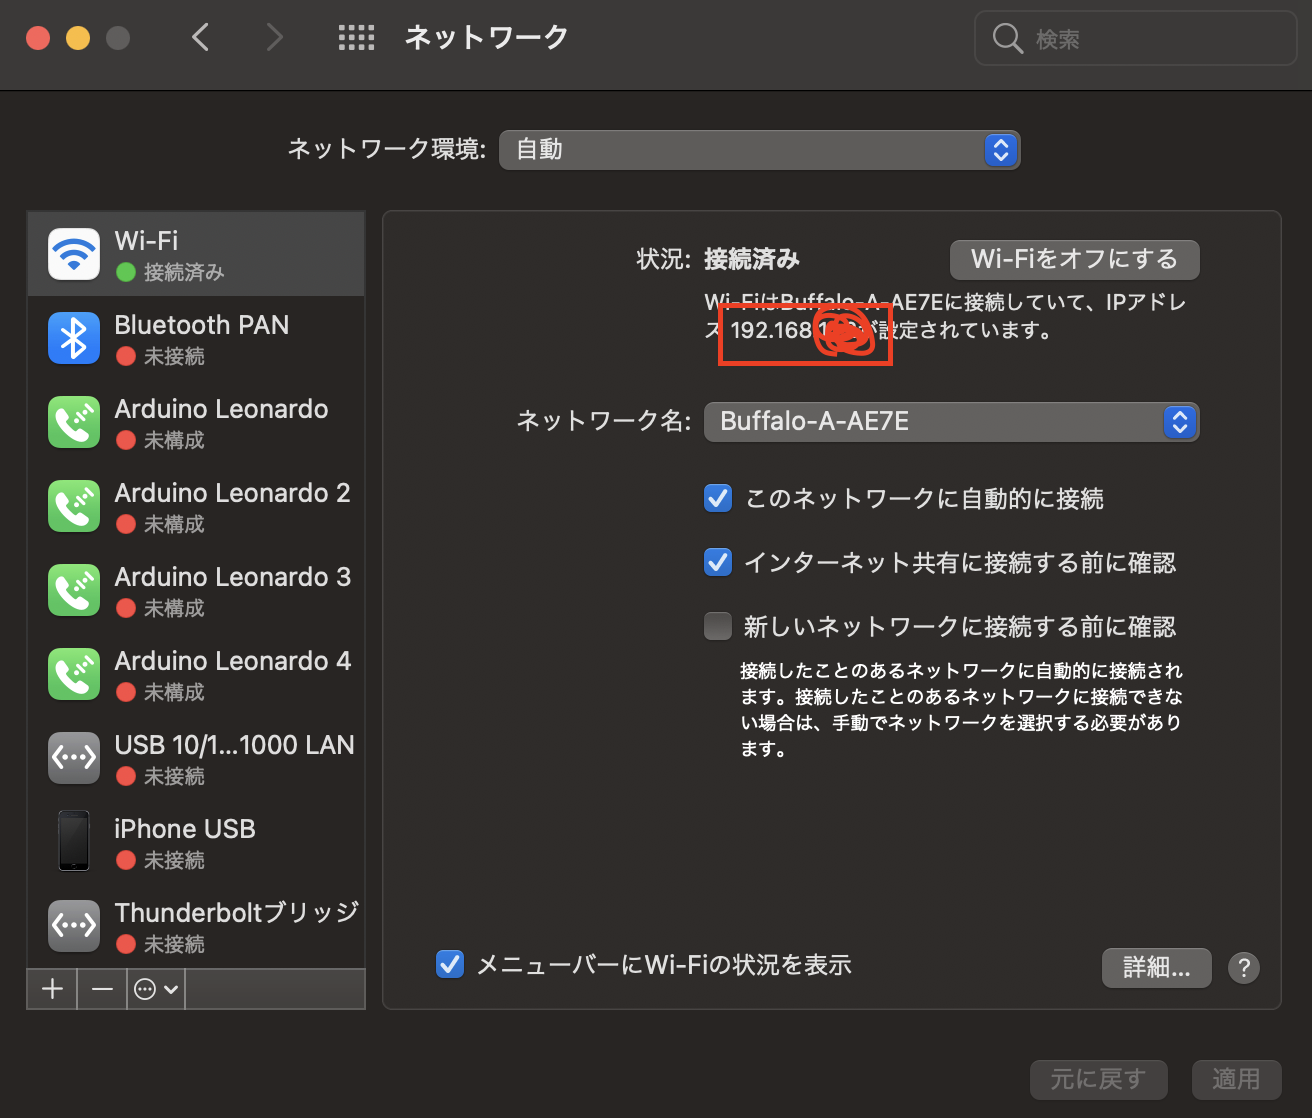 ネットワーク
検索
ネットワーク環境: 自動
Wi-Fi
接続済み
Bluetooth PAN
未接続
Arduino Leonardo
未構成
Arduino Leonardo 2
未構成
Arduino Leonardo 3
未構成
Arduino Leonardo 4
未構成
USB 10/1...1000 LAN
未接続
iPhone USB
未接続
Thunderboltブリッジ
未接続
状況: 接続済み
Wi-Fiをオフにする
Wi-FiはBuffalo-A-AE7Eに接続していて、IPアドレ
ス 192.168 が設定されています。
ネットワーク名: Buffalo-A-AE7E
このネットワークに自動的に接続
インターネット共有に接続する前に確認
新しいネットワークに接続する前に確認
接続したことのあるネットワークに自動的に接続され
ます。接続したことのあるネットワークに接続できな
い場合は、手動でネットワークを選択する必要があり
ます。
メニューバーにWi-Fiの状況を表示
詳細...
?
元に戻す
適用